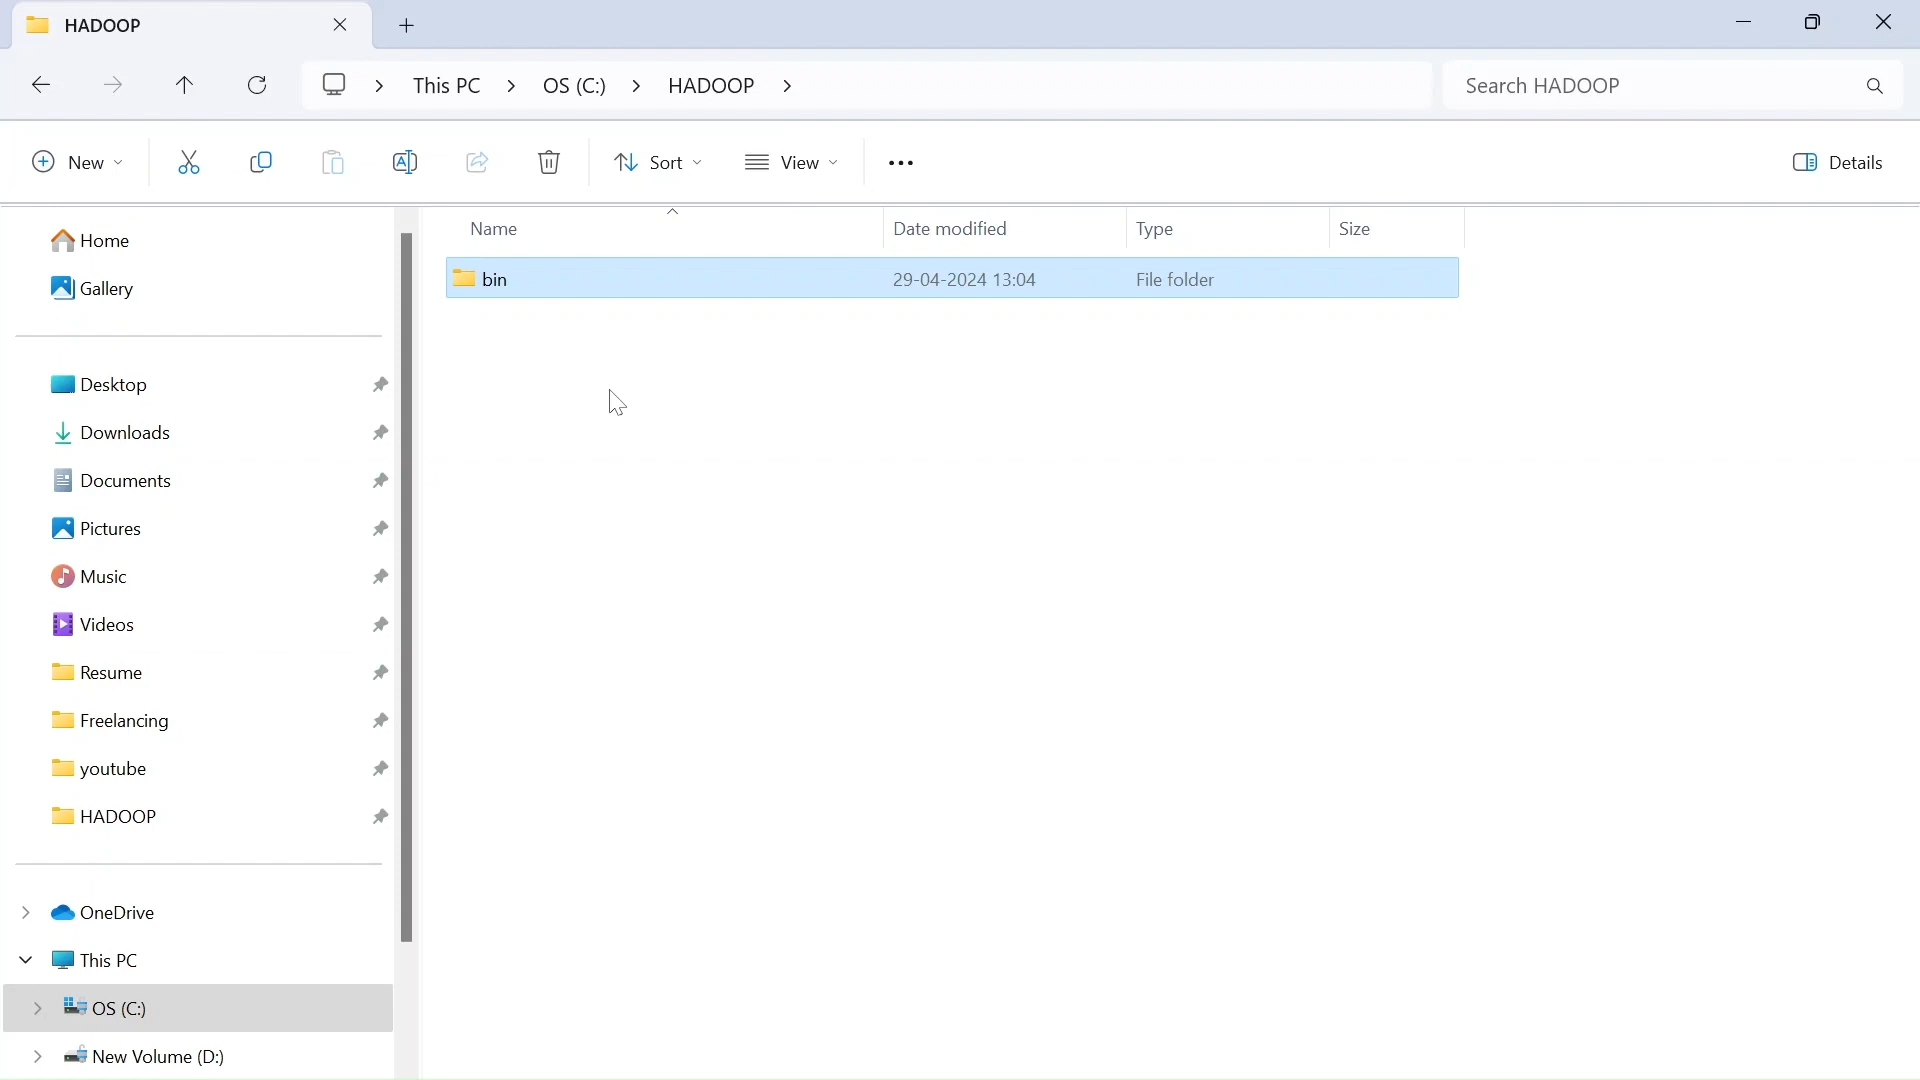 HADOOP
This PC > OS (C:) > HADOOP >
Search HADOOP
New
Sort
View
Details
Name
Date modified
Type
Size
bin
29-04-2024 13:04
File folder
Home
Gallery
Desktop
Downloads
Documents
Pictures
Music
Videos
Resume
Freelancing
youtube
HADOOP
OneDrive
This PC
OS (C:)
New Volume (D:)